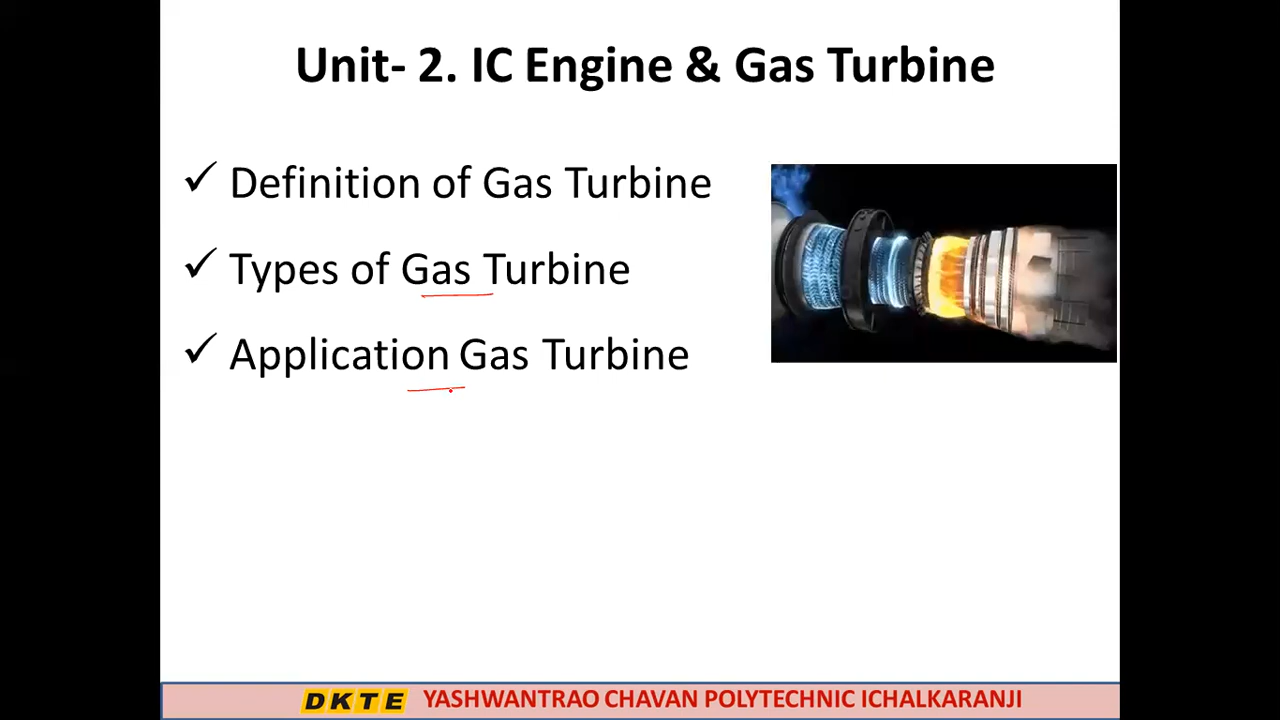 Unit- 2. IC Engine & Gas Turbine
✓ Definition of Gas Turbine
✓ Types of Gas Turbine
✓ Application Gas Turbine
DKTE YASHWANTRAO CHAVAN POLYTECHNIC ICHALKARANJI